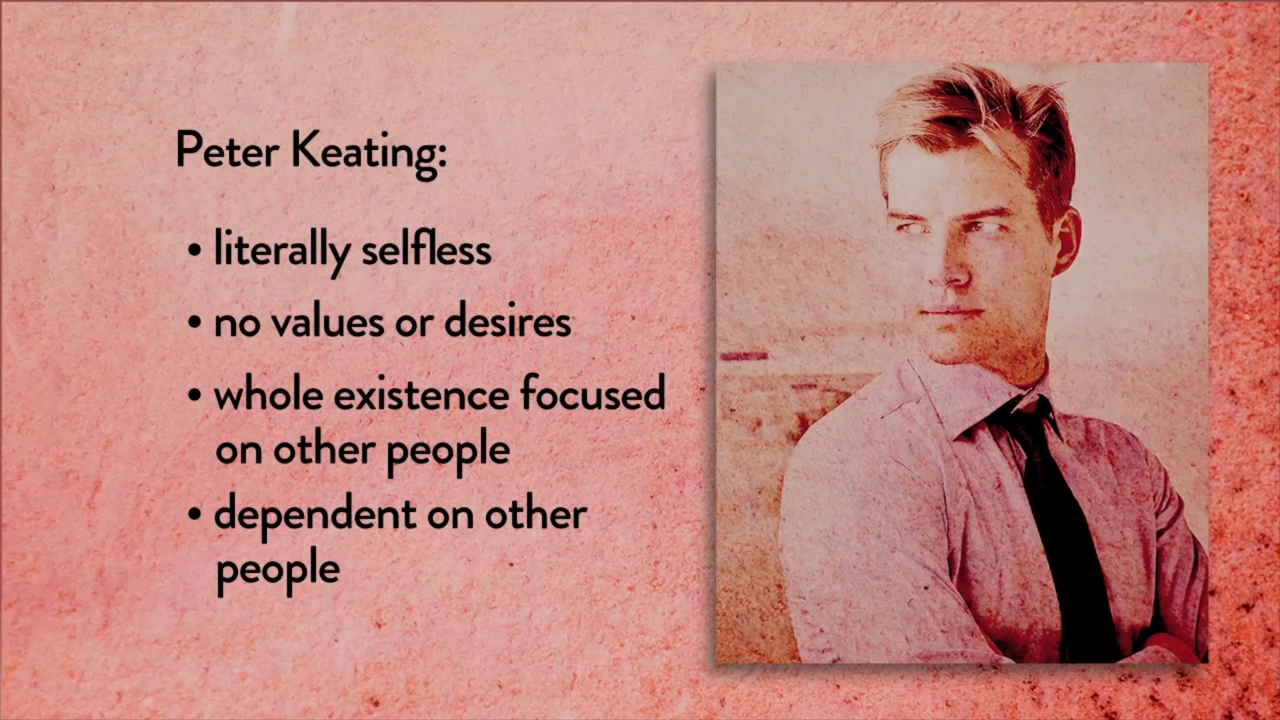 Peter Keating:
• literally selfless
• no values or desires
• whole existence focused
on other people
• dependent on other
people